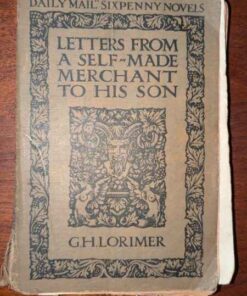 DAILY MAIL SIXPENNY NOVELS
LETTERS FROM
A SELF-MADE
MERCHANT
TO HIS SON
G.H. LORIMER